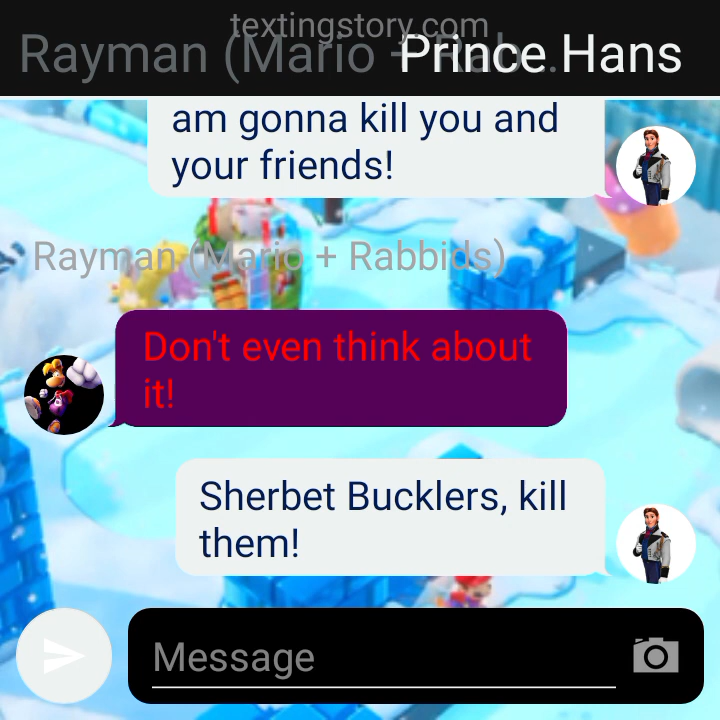 textingstory.com
Rayman (Mario + Rab...
Prince Hans
am gonna kill you and
your friends!
Rayman (Mario + Rabbids)
Don't even think about
it!
Sherbet Bucklers, kill
them!
Message